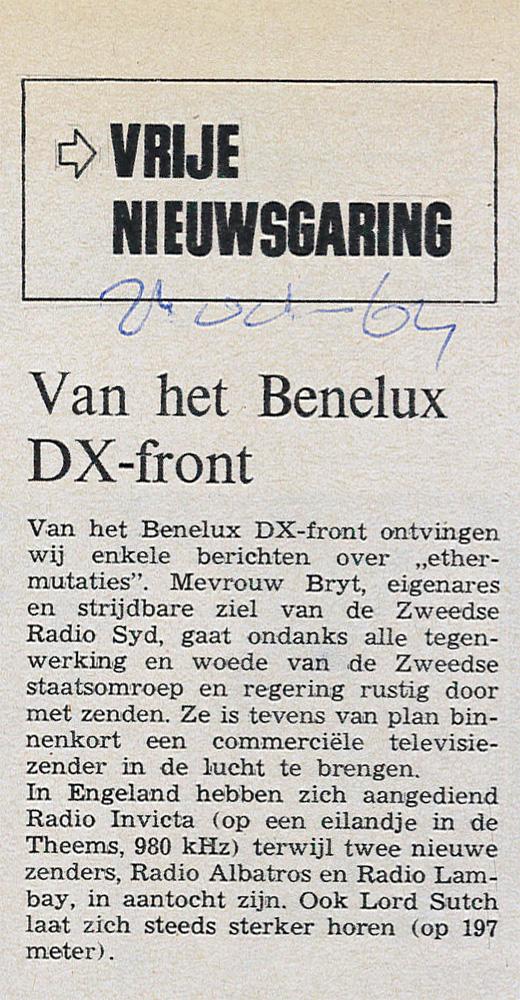 VRIJE
NIEUWSGARING
24 oct-64
Van het Benelux
DX-front
Van het Benelux DX-front ontvingen
wij enkele berichten over „ether-
mutaties”. Mevrouw Bryt, eigenares
en strijdbare ziel van de Zweedse
Radio Syd, gaat ondanks alle tegen-
werking en woede van de Zweedse
staatsomroep en regering rustig door
met zenden. Ze is tevens van plan bin-
nenkort een commerciële televisie-
zender in de lucht te brengen.
In Engeland hebben zich aangediend
Radio Invicta (op een eilandje in de
Theems, 980 kHz) terwijl twee nieuwe
zenders, Radio Albatros en Radio Lam-
bay, in aantocht zijn. Ook Lord Sutch
laat zich steeds sterker horen (op 197
meter).